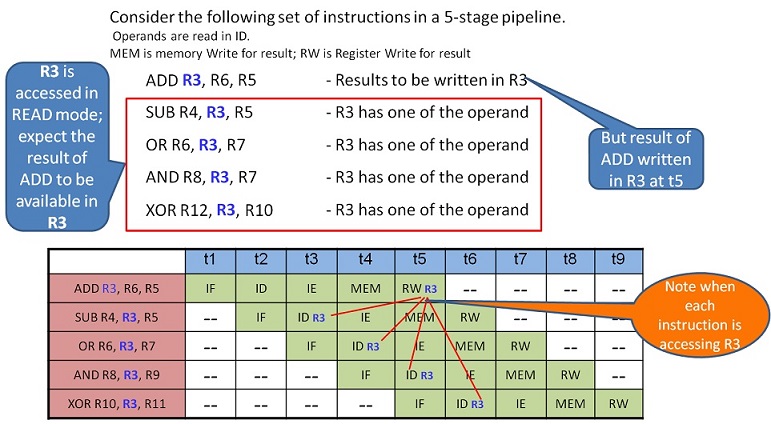 Consider the following set of instructions in a 5-stage pipeline.
Operands are read in ID.
MEM is memory Write for result; RW is Register Write for result
R3 is
accessed in
READ mode;
expect the
result of
ADD to be
available in
R3
ADD R3, R6, R5 - Results to be written in R3
SUB R4, R3, R5 - R3 has one of the operand
OR R6, R3, R7 - R3 has one of the operand
AND R8, R3, R7 - R3 has one of the operand
XOR R12, R3, R10 - R3 has one of the operand
But result of
ADD written
in R3 at t5
t1 t2 t3 t4 t5 t6 t7 t8 t9
ADD R3, R6, R5 IF ID IE MEM RW R3 -- -- -- --
SUB R4, R3, R5 -- IF ID R3 IE MEM RW -- -- --
OR R6, R3, R7 -- -- IF ID R3 IE MEM RW -- --
AND R8, R3, R9 -- -- -- IF ID R3 IE MEM RW --
XOR R10, R3, R11 -- -- -- -- IF ID R3 IE MEM RW
Note when
each
instruction is
accessing R3